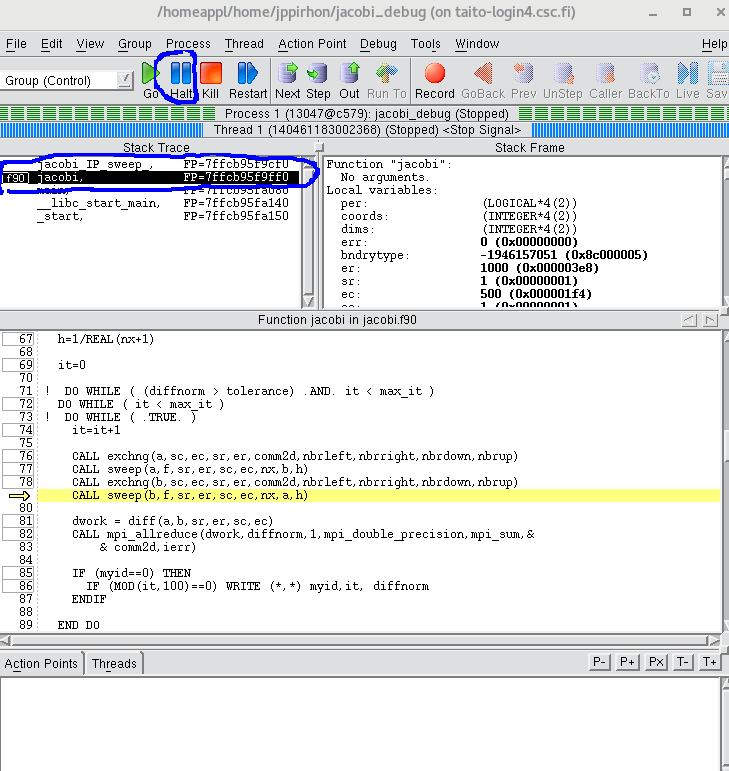 /homeappl/home/jppirhon/jacobi_debug (on taito-login4.csc.fi)
File Edit View Group Process Thread Action Point Debug Tools Window Help
Group (Control)
Go Halt Kill Restart Next Step Out Run To Record GoBack Prev UnStep Caller BackTo Live Save
Process 1 (13047@c579): jacobi_debug (Stopped)
Thread 1 (140461183002368) (Stopped) <Stop Signal>
Stack Trace
jacobi_IP_sweep_, FP=7ffcb95f9cf0
f90 jacobi, FP=7ffcb95f9ff0
main, FP=7ffcb95fa080
__libc_start_main, FP=7ffcb95fa140
_start, FP=7ffcb95fa150
Stack Frame
Function "jacobi":
No arguments.
Local variables:
per: (LOGICAL*4(2))
coords: (INTEGER*4(2))
dims: (INTEGER*4(2))
err: 0 (0x00000000)
bndrytype: -1946157051 (0x8c000005)
er: 1000 (0x000003e8)
sr: 1 (0x00000001)
ec: 500 (0x000001f4)
1 (0x00000001)
Function jacobi in jacobi.f90
67 h=1/REAL(nx+1)
68
69 it=0
70
71 ! DO WHILE ( (diffnorm > tolerance) .AND. it < max_it )
72 DO WHILE ( it < max_it )
73 ! DO WHILE ( .TRUE. )
74 it=it+1
75
76 CALL exchng(a,sc,ec,sr,er,comm2d,nbrleft,nbrright,nbrdown,nbrup)
77 CALL sweep(a,f,sr,er,sc,ec,nx,b,h)
78 CALL exchng(b,sc,ec,sr,er,comm2d,nbrleft,nbrright,nbrdown,nbrup)
CALL sweep(b,f,sr,er,sc,ec,nx,a,h)
80
81 dwork = diff(a,b,sr,er,sc,ec)
82 CALL mpi_allreduce(dwork,diffnorm,1,mpi_double_precision,mpi_sum,&
83 & comm2d,ierr)
84
85 IF (myid==0) THEN
86 IF (MOD(it,100)==0) WRITE (*,*) myid,it, diffnorm
87 ENDIF
88
89 END DO
Action Points Threads P- P+ Px T- T+